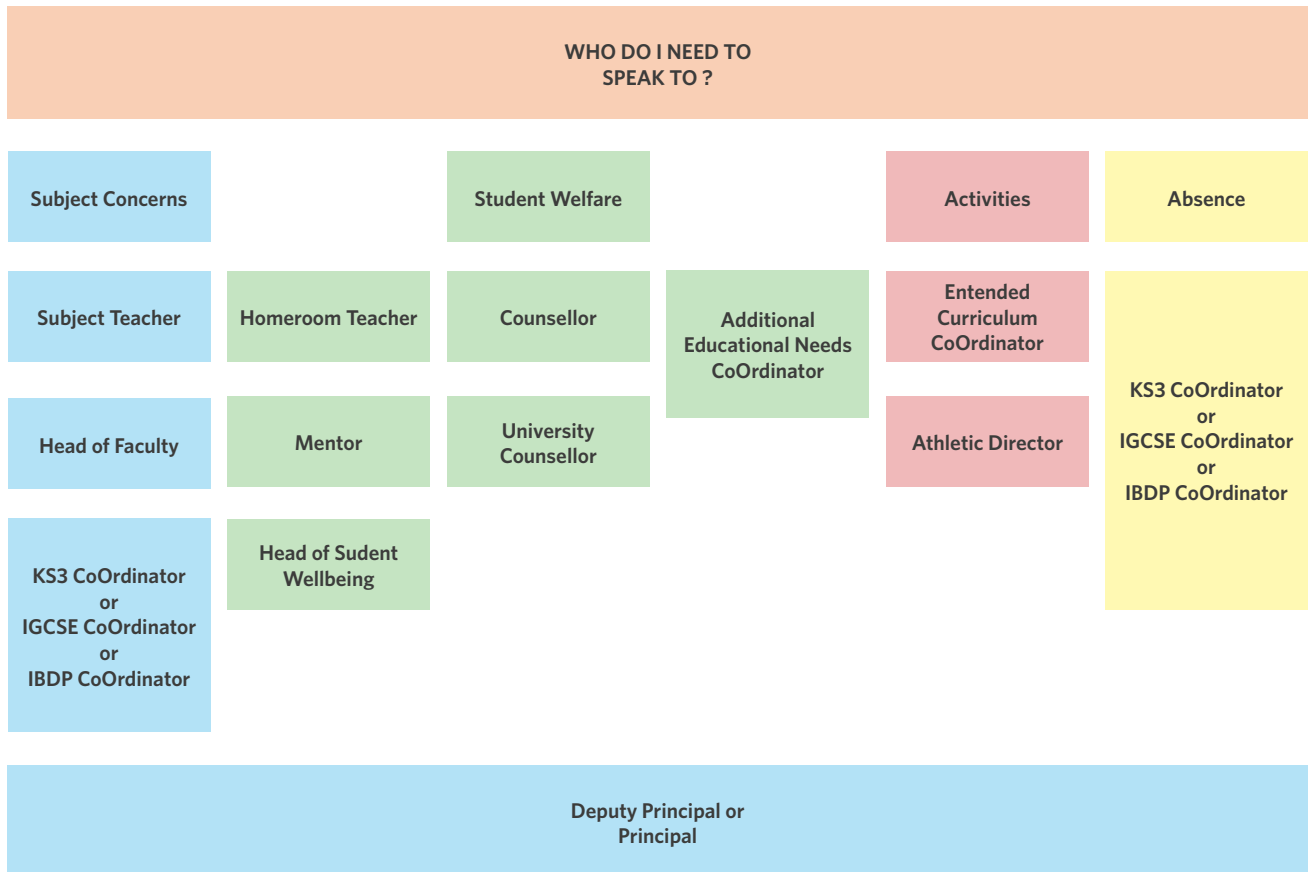 WHO DO I NEED TO
SPEAK TO ?
Subject Concerns
Student Welfare
Activities
Absence
Subject Teacher
Homeroom Teacher
Counsellor
Additional
Educational Needs
CoOrdinator
Entended
Curriculum
CoOrdinator
KS3 CoOrdinator
or
IGCSE CoOrdinator
or
IBDP CoOrdinator
Head of Faculty
Mentor
University
Counsellor
Athletic Director
KS3 CoOrdinator
or
IGCSE CoOrdinator
or
IBDP CoOrdinator
Head of Sudent
Wellbeing
Deputy Principal or
Principal